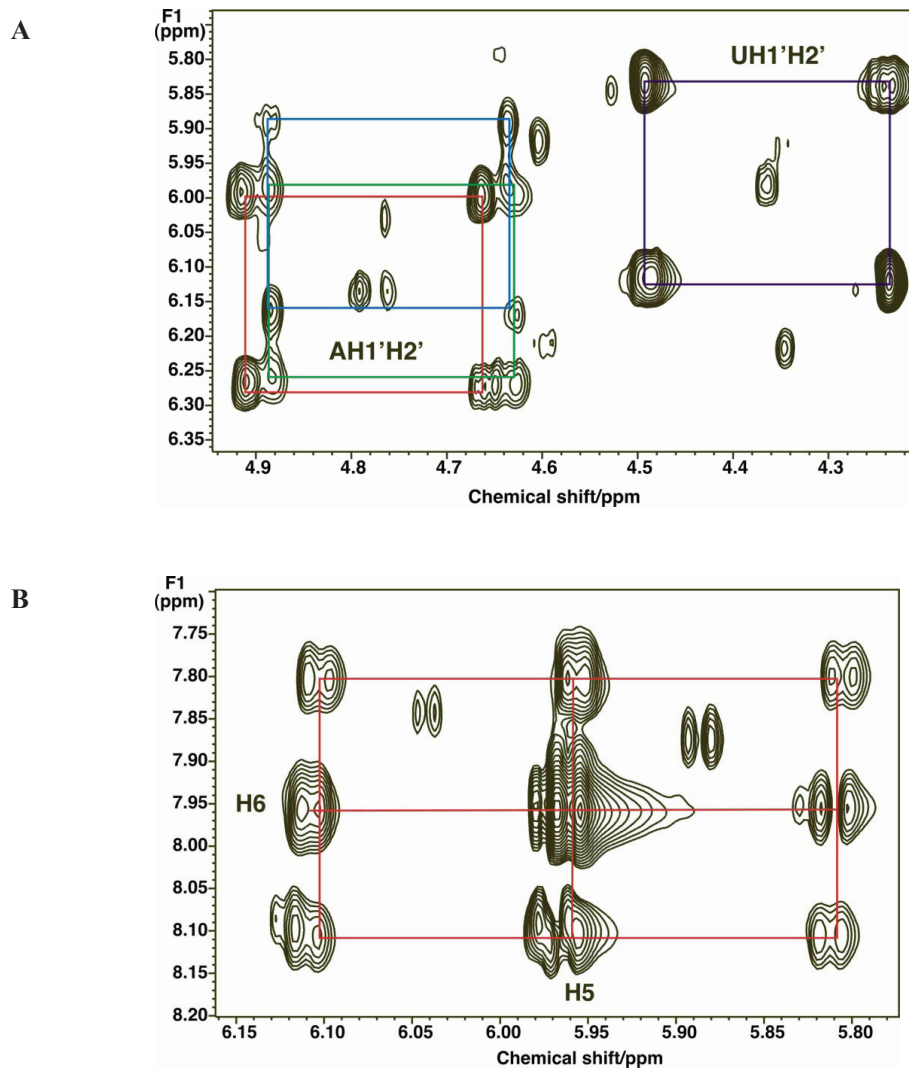 A
F1
(ppm)
5.80
5.85
5.90
5.95
6.00
6.05
6.10
6.15
6.20
6.25
6.30
6.35
UH1'H2'
AH1'H2'
4.9 4.8 4.7 4.6 4.5 4.4 4.3
Chemical shift/ppm
B
F1
(ppm)
7.75
7.80
7.85
7.90
7.95
8.00
8.05
8.10
8.15
8.20
H6
H5
6.15 6.10 6.05 6.00 5.95 5.90 5.85 5.80
Chemical shift/ppm